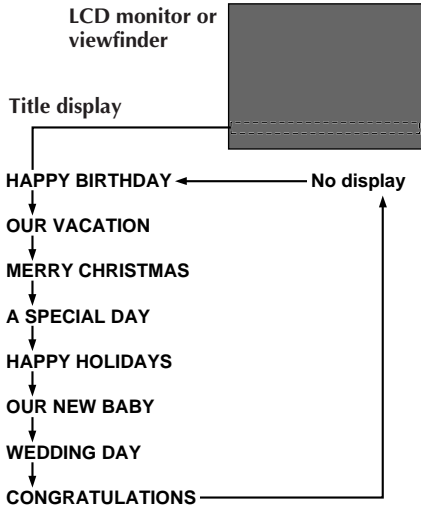 LCD monitor or
viewfinder
Title display
HAPPY BIRTHDAY
No display
OUR VACATION
MERRY CHRISTMAS
A SPECIAL DAY
HAPPY HOLIDAYS
OUR NEW BABY
WEDDING DAY
CONGRATULATIONS